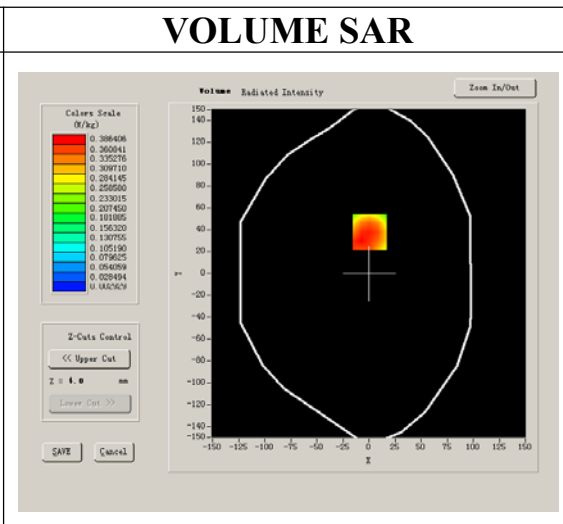 VOLUME SAR
Volume Radiated Intensity
Zoom In/Out
Colors Scale
(W/kg)
0.386406
0.360841
0.335276
0.309710
0.284145
0.258580
0.233015
0.207450
0.181885
0.156320
0.130755
0.105190
0.079625
0.054059
0.028494
Z-Cuts Control
<< Upper Cut
mm
Lower Cut >>
SAVE
Cancel
150
140
120
100
80
60
40
20
0
-20
-40
-60
-80
-100
-120
-140
-150
Y
-150 -125 -100 -75 -50 -25 0 25 50 75 100 125 150
X